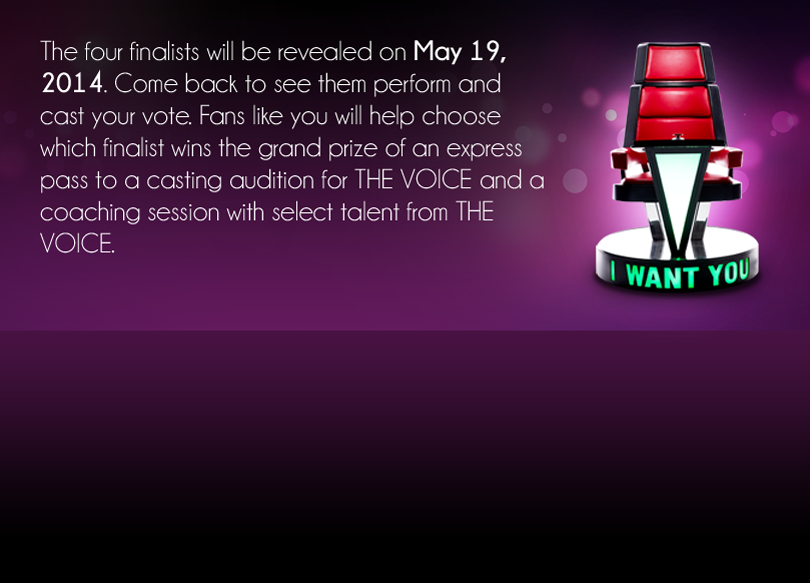 The four finalists will be revealed on May 19,
2014. Come back to see them perform and
cast your vote. Fans like you will help choose
which finalist wins the grand prize of an express
pass to a casting audition for THE VOICE and a
coaching session with select talent from THE
VOICE.
I WANT YOU